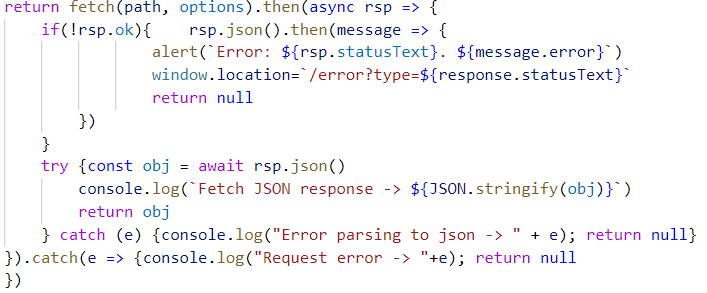 return fetch(path, options).then(async rsp => {
    if(!rsp.ok){    rsp.json().then(message => {
                alert(`Error: ${rsp.statusText}. ${message.error}`)
                window.location=`/error?type=${response.statusText}`
                return null
        })
    }
    try {const obj = await rsp.json()
        console.log(`Fetch JSON response -> ${JSON.stringify(obj)}`)
        return obj
    } catch (e) {console.log("Error parsing to json -> " + e); return null}
}).catch(e => {console.log("Request error -> "+e); return null
})